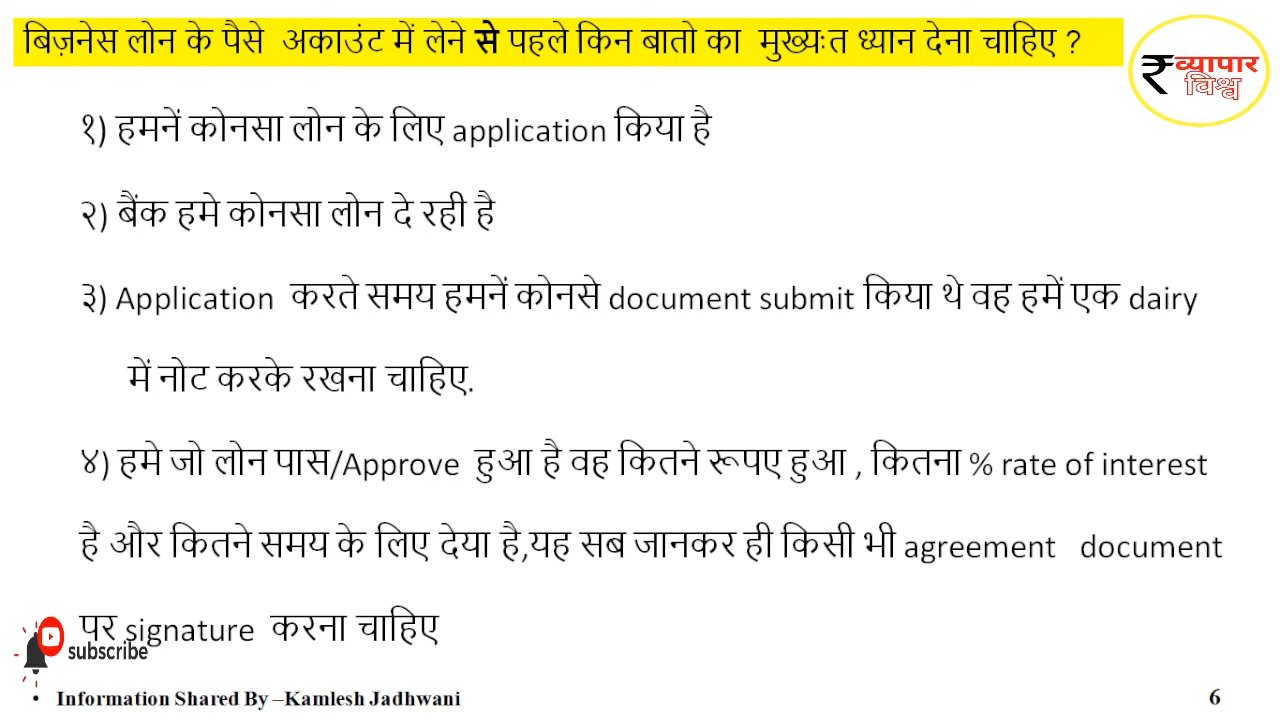 बिज़नेस लोन के पैसे अकाउंट में लेने से पहले किन बातो का मुख्यःत ध्यान देना चाहिए ?
₹व्यापार
विश्व
१) हमनें कोनसा लोन के लिए application किया है
२) बैंक हमे कोनसा लोन दे रही है
३) Application करते समय हमनें कोनसे document submit किया थे वह हमें एक dairy
में नोट करके रखना चाहिए.
४) हमे जो लोन पास/Approve हुआ है वह कितने रूपए हुआ , कितना % rate of interest
है और कितने समय के लिए देया है,यह सब जानकर ही किसी भी agreement document
पर signature करना चाहिए
subscribe
• Information Shared By –Kamlesh Jadhwani 6